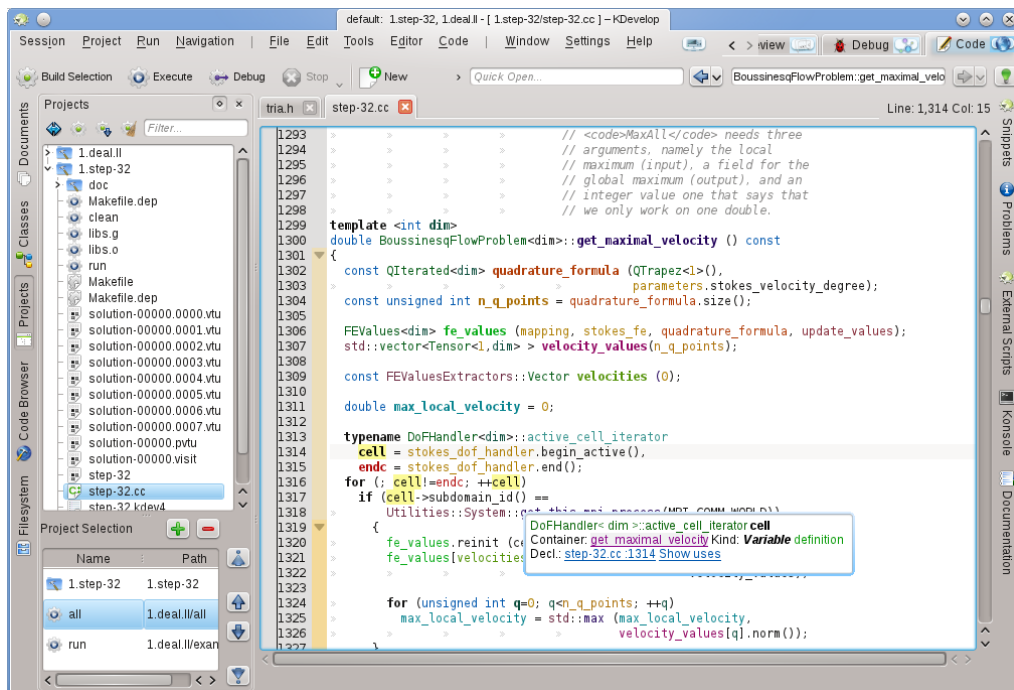 default: 1.step-32, 1.deal.II - [ 1.step-32/step-32.cc ] – KDevelop
Session Project Run Navigation | File Edit Tools Editor Code | Window Settings Help < > view Debug Code
Build Selection Execute Debug Stop New > Quick Open... BoussinesqFlowProblem::get_maximal_velo
Projects
tria.h step-32.cc Line: 1,314 Col: 15
Filter...
1.deal.II
1.step-32
doc
Makefile.dep
clean
libs.g
libs.o
run
Makefile
Makefile.dep
solution-00000.0000.vtu
solution-00000.0001.vtu
solution-00000.0002.vtu
solution-00000.0003.vtu
solution-00000.0004.vtu
solution-00000.0005.vtu
solution-00000.0006.vtu
solution-00000.0007.vtu
solution-00000.pvtu
solution-00000.visit
step-32
step-32.cc
step-32.kdev4
Project Selection
Name Path
1.step-32 1.step-32
all 1.deal.II/all
run 1.deal.II/exan
Documents
Classes
Projects
Code Browser
Filesystem
1293 // <code>MaxAll</code> needs three
1294 // arguments, namely the local
1295 // maximum (input), a field for the
1296 // global maximum (output), and an
1297 // integer value one that says that
1298 // we only work on one double.
1299 template <int dim>
1300 double BoussinesqFlowProblem<dim>::get_maximal_velocity () const
1301 {
1302 const QIterated<dim> quadrature_formula (QTrapez<1>(),
1303 parameters.stokes_velocity_degree);
1304 const unsigned int n_q_points = quadrature_formula.size();
1305
1306 FEValues<dim> fe_values (mapping, stokes_fe, quadrature_formula, update_values);
1307 std::vector<Tensor<1,dim> > velocity_values(n_q_points);
1308
1309 const FEValuesExtractors::Vector velocities (0);
1310
1311 double max_local_velocity = 0;
1312
1313 typename DoFHandler<dim>::active_cell_iterator
1314 cell = stokes_dof_handler.begin_active(),
1315 endc = stokes_dof_handler.end();
1316 for (; cell!=endc; ++cell)
1317 if (cell->subdomain_id() ==
Utilities::System::get_this_mpi_process(MPI_COMM_WORLD))
1319 {
1320 fe_values.reinit (ce
1321 fe_values[velocities
1322
1323
1324 for (unsigned int q=0; q<n_q_points; ++q)
1325 max_local_velocity = std::max (max_local_velocity,
1326 velocity_values[q].norm());
1327 }
DoFHandler< dim >::active_cell_iterator cell
Container: get_maximal_velocity Kind: Variable definition
Decl.: step-32.cc :1314 Show uses
Snippets
Problems
External Scripts
Konsole
Documentation